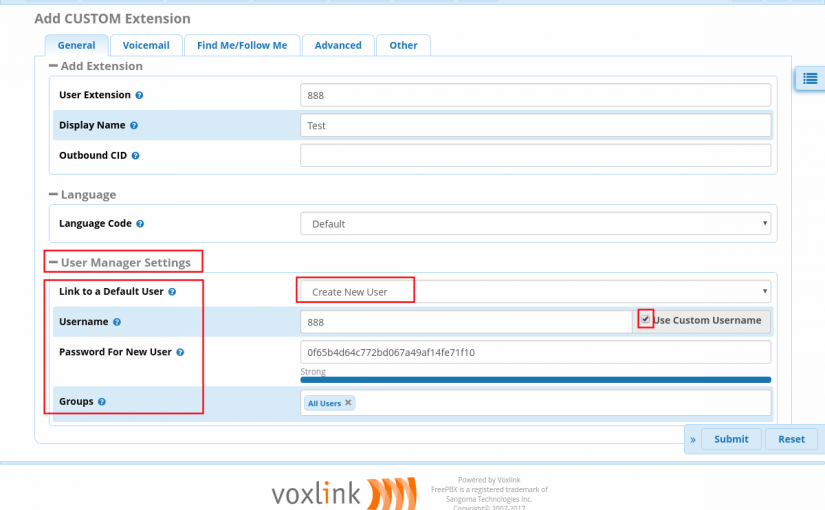 Add CUSTOM Extension
General Voicemail Find Me/Follow Me Advanced Other
Add Extension
User Extension 888
Display Name Test
Outbound CID
Language
Language Code Default
User Manager Settings
Link to a Default User Create New User
Username 888 Use Custom Username
Password For New User 0f65b4d64c772bd067a49af14fe71f10
Strong
Groups All Users
» Submit Reset
voxlink
Powered by Voxlink
FreePBX is a registered trademark of
Sangoma Technologies Inc.
Copyright© 2007-2017